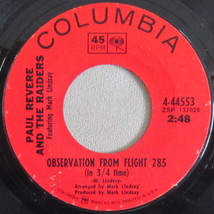 COLUMBIA
45
RPM
PAUL REVERE
AND THE RAIDERS
Featuring Mark Lindsay
4-44553
ZSP 137028
2:48
OBSERVATION FROM FLIGHT 285
(in 3/4 time)
-M. Lindsay-
Arranged by Mark Lindsay
Produced by Mark Lindsay